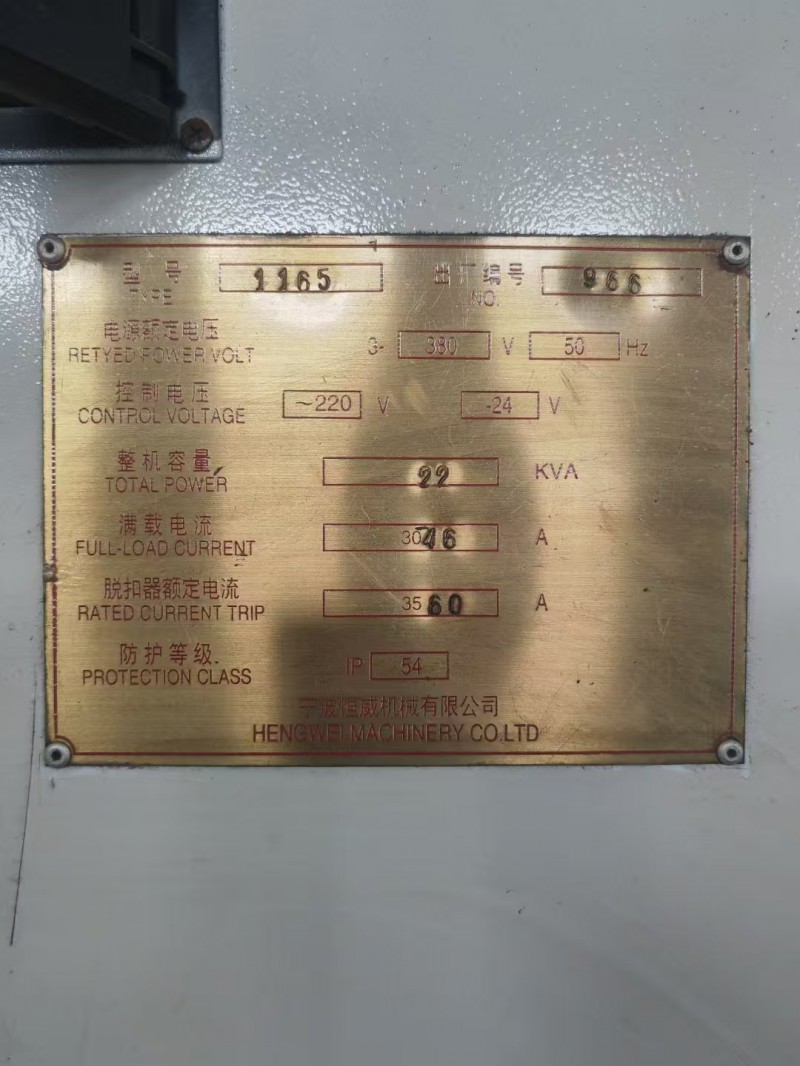 型号 1165 出厂编号 966
TYPE NO.
电源额定电压 3- 380 V 50 Hz
RETYED POWER VOLT
控制电压 ~220 V -24 V
CONTROL VOLTAGE
整机容量 22 KVA
TOTAL POWER
满载电流 30 46 A
FULL-LOAD CURRENT
脱扣器额定电流 35 60 A
RATED CURRENT TRIP
防护等级 IP 54
PROTECTION CLASS
宁波恒威机械有限公司
HENGWEI MACHINERY CO.LTD